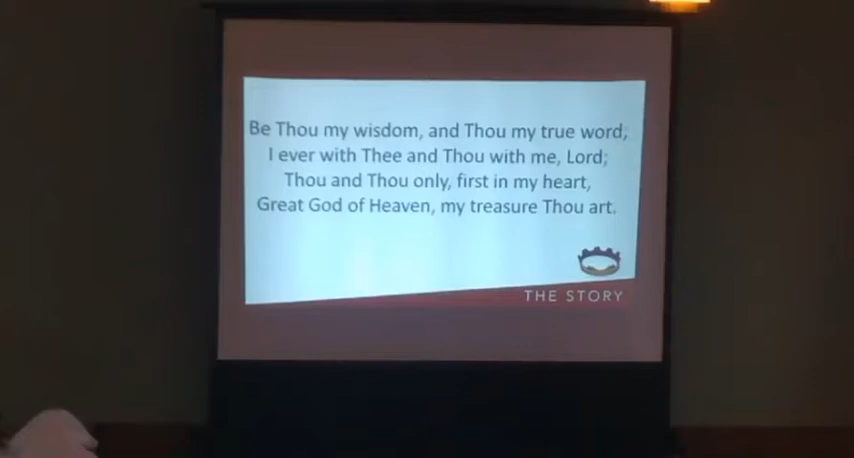 Be Thou my wisdom, and Thou my true word;
I ever with Thee and Thou with me, Lord;
Thou and Thou only, first in my heart,
Great God of Heaven, my treasure Thou art.
THE STORY